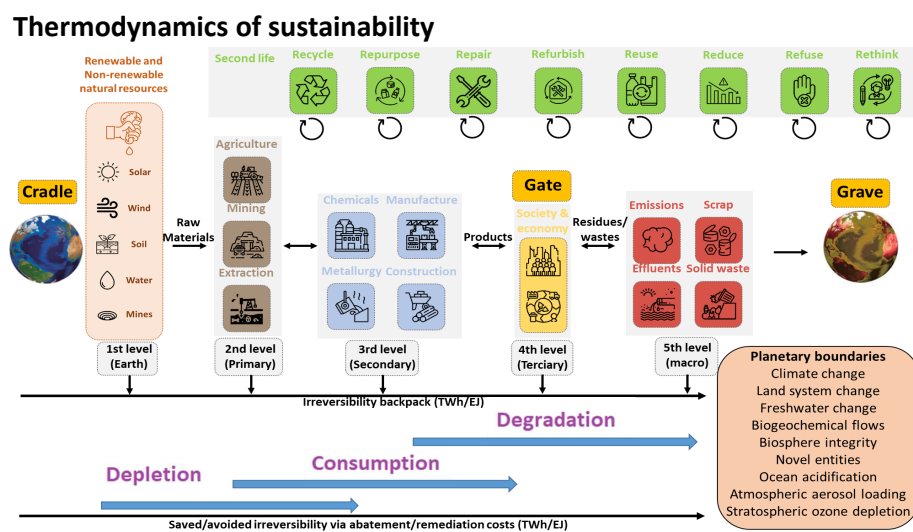 Thermodynamics of sustainability
Renewable and
Non-renewable
natural resources
Second life
Recycle
Repurpose
Repair
Refurbish
Reuse
Reduce
Refuse
Rethink
Cradle
Solar
Wind
Soil
Water
Mines
Raw
Materials
Agriculture
Mining
Extraction
Chemicals
Manufacture
Metallurgy
Construction
Products
Gate
Society &
economy
Residues/
wastes
Emissions
Scrap
Effluents
Solid waste
Grave
1st level
(Earth)
2nd level
(Primary)
3rd level
(Secondary)
4th level
(Terciary)
5th level
(macro)
Irreversibility backpack (TWh/EJ)
Degradation
Consumption
Depletion
Saved/avoided irreversibility via abatement/remediation costs (TWh/EJ)
Planetary boundaries
Climate change
Land system change
Freshwater change
Biogeochemical flows
Biosphere integrity
Novel entities
Ocean acidification
Atmospheric aerosol loading
Stratospheric ozone depletion